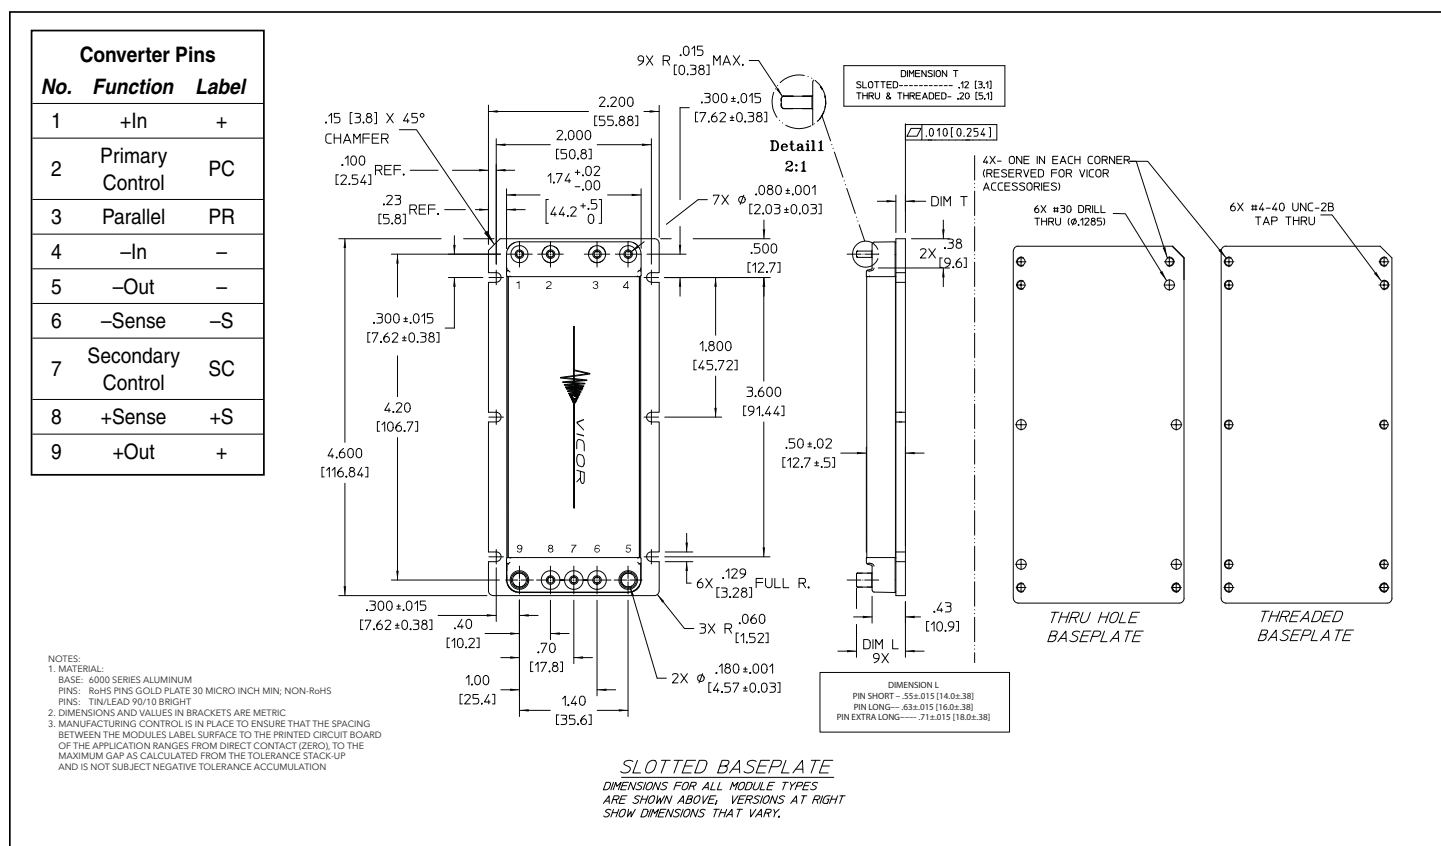 Converter Pins
No. Function Label
1 +In +
2 Primary Control PC
3 Parallel PR
4 –In –
5 –Out –
6 –Sense –S
7 Secondary Control SC
8 +Sense +S
9 +Out +
9X R .015 [0.38] MAX.
DIMENSION T
SLOTTED----------- .12 [3.1]
THRU & THREADED- .20 [5.1]
2.200
[55.88]
.300±.015
[7.62±0.38]
.15 [3.8] X 45°
CHAMFER
2.000
[50.8]
Detail1
2:1
.010[0.254]
.100
[2.54] REF.
1.74 +.02 -.00
[44.2 +.5 0]
4X- ONE IN EACH CORNER
(RESERVED FOR VICOR
ACCESSORIES)
.23
[5.8] REF.
7X ø .080±.001
[2.03±0.03]
DIM T
6X #30 DRILL
THRU (ø.1285)
6X #4-40 UNC-2B
TAP THRU
.500
[12.7]
2X .38
[9.6]
1 2 3 4
.300±.015
[7.62±0.38]
1.800
[45.72]
4.20
[106.7]
3.600
[91.44]
VICOR
.50±.02
[12.7±.5]
4.600
[116.84]
9 8 7 6 5
6X .129
[3.28] FULL R.
.300±.015
[7.62±0.38]
.43
[10.9]
THRU HOLE
BASEPLATE
THREADED
BASEPLATE
.40
[10.2]
3X R .060
[1.52]
.70
[17.8]
DIM L
9X
1.00
[25.4]
2X ø .180±.001
[4.57±0.03]
1.40
[35.6]
DIMENSION L
PIN SHORT - .55±.015 [14.0±.38]
PIN LONG-- .63±.015 [16.0±.38]
PIN EXTRA LONG---- .71±.015 [18.0±.38]
NOTES:
1. MATERIAL:
BASE: 6000 SERIES ALUMINUM
PINS: RoHS PINS GOLD PLATE 30 MICRO INCH MIN; NON-RoHS
PINS: TIN/LEAD 90/10 BRIGHT
2. DIMENSIONS AND VALUES IN BRACKETS ARE METRIC
3. MANUFACTURING CONTROL IS IN PLACE TO ENSURE THAT THE SPACING
BETWEEN THE MODULES LABEL SURFACE TO THE PRINTED CIRCUIT BOARD
OF THE APPLICATION RANGES FROM DIRECT CONTACT (ZERO), TO THE
MAXIMUM GAP AS CALCULATED FROM THE TOLERANCE STACK-UP
AND IS NOT SUBJECT NEGATIVE TOLERANCE ACCUMULATION
SLOTTED BASEPLATE
DIMENSIONS FOR ALL MODULE TYPES
ARE SHOWN ABOVE, VERSIONS AT RIGHT
SHOW DIMENSIONS THAT VARY.